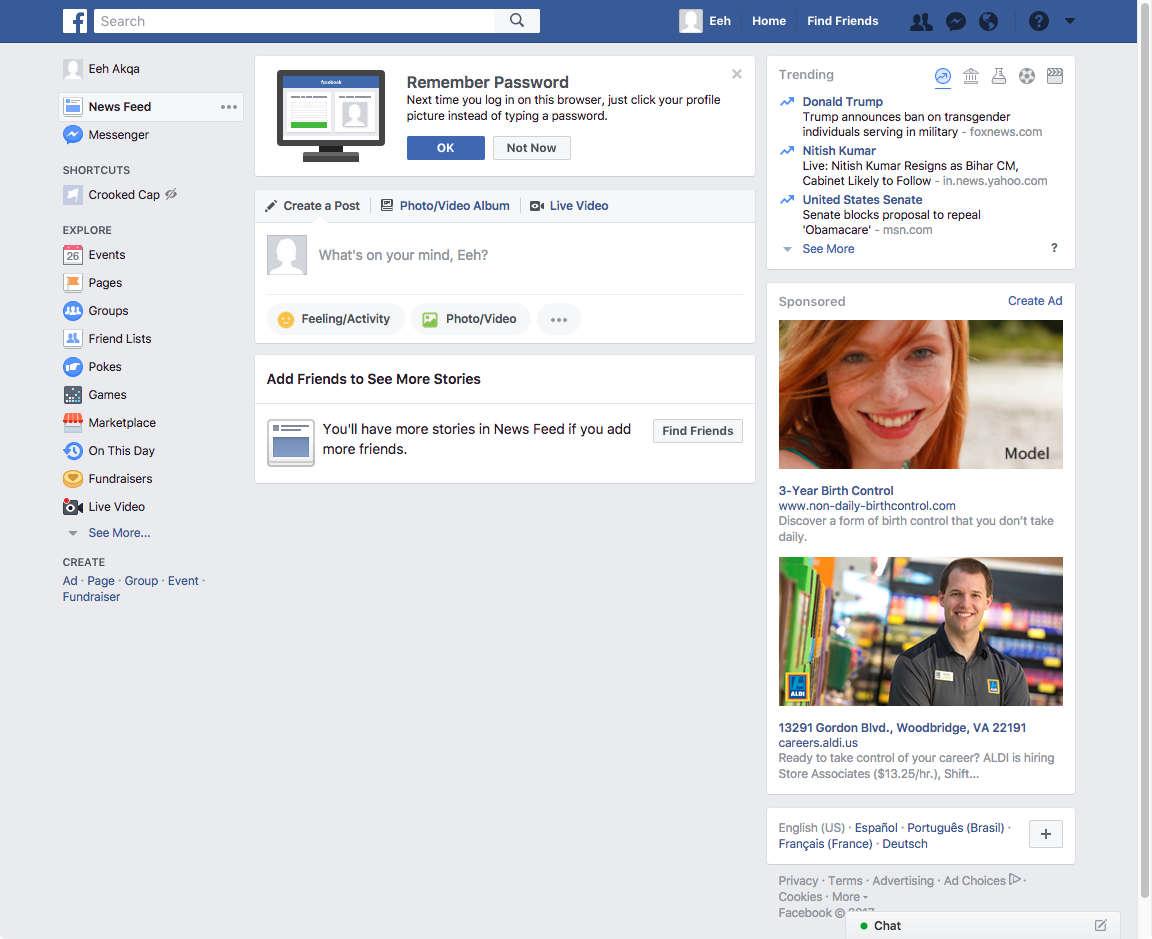 Search
Eeh
Home
Find Friends
Eeh Akqa
News Feed
Messenger
SHORTCUTS
Crooked Cap
EXPLORE
26
Events
Pages
Groups
Friend Lists
Pokes
Games
Marketplace
On This Day
Fundraisers
Live Video
See More...
CREATE
Ad · Page · Group · Event ·
Fundraiser
facebook
Remember Password
Next time you log in on this browser, just click your profile
picture instead of typing a password.
OK
Not Now
Create a Post
Photo/Video Album
Live Video
What's on your mind, Eeh?
Feeling/Activity
Photo/Video
Add Friends to See More Stories
You'll have more stories in News Feed if you add
more friends.
Find Friends
Trending
Donald Trump
Trump announces ban on transgender
individuals serving in military - foxnews.com
Nitish Kumar
Live: Nitish Kumar Resigns as Bihar CM,
Cabinet Likely to Follow - in.news.yahoo.com
United States Senate
Senate blocks proposal to repeal
'Obamacare' - msn.com
See More
?
Sponsored
Create Ad
Model
3-Year Birth Control
www.non-daily-birthcontrol.com
Discover a form of birth control that you don't take
daily.
ALDI
13291 Gordon Blvd., Woodbridge, VA 22191
careers.aldi.us
Ready to take control of your career? ALDI is hiring
Store Associates ($13.25/hr.), Shift...
English (US) · Español · Português (Brasil) ·
Français (France) · Deutsch
+
Privacy · Terms · Advertising · Ad Choices ·
Cookies · More
Facebook © 2017
Chat